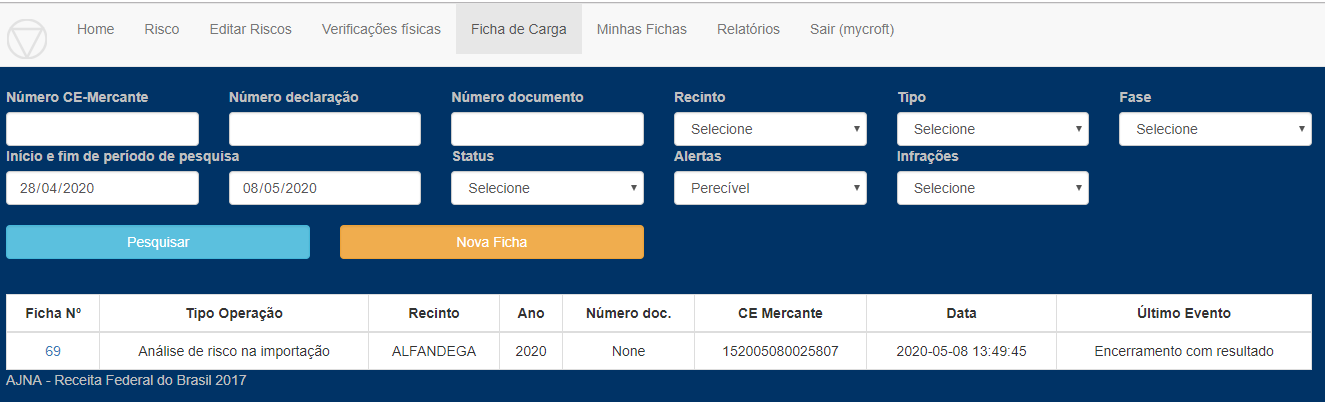 Home Risco Editar Riscos Verificações físicas Ficha de Carga Minhas Fichas Relatórios Sair (mycroft)
Número CE-Mercante Número declaração Número documento Recinto Tipo Fase
Selecione Selecione Selecione
Início e fim de período de pesquisa Status Alertas Infrações
28/04/2020 08/05/2020 Selecione Perecível Selecione
Pesquisar Nova Ficha
Ficha Nº Tipo Operação Recinto Ano Número doc. CE Mercante Data Último Evento
69 Análise de risco na importação ALFANDEGA 2020 None 152005080025807 2020-05-08 13:49:45 Encerramento com resultado
AJNA - Receita Federal do Brasil 2017